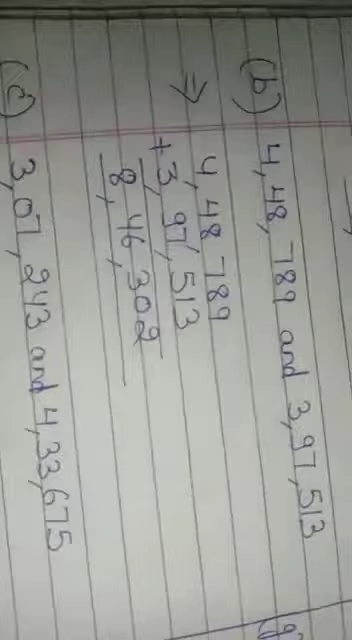 (b) 4,48,789 and 3,97,513
⇒ 4,48 789
+3,97,513
8,46,302
(c) 3,07,243 and 4,33,675